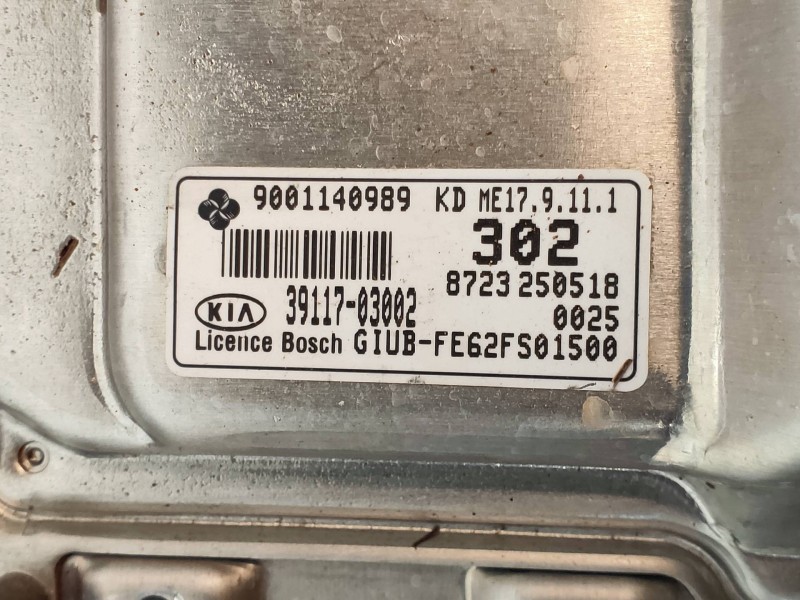 9001140989 KD ME17.9.11.1
302
8723 250518
KIA 39117-03002 0025
Licence Bosch GIUB-FE62FS01500